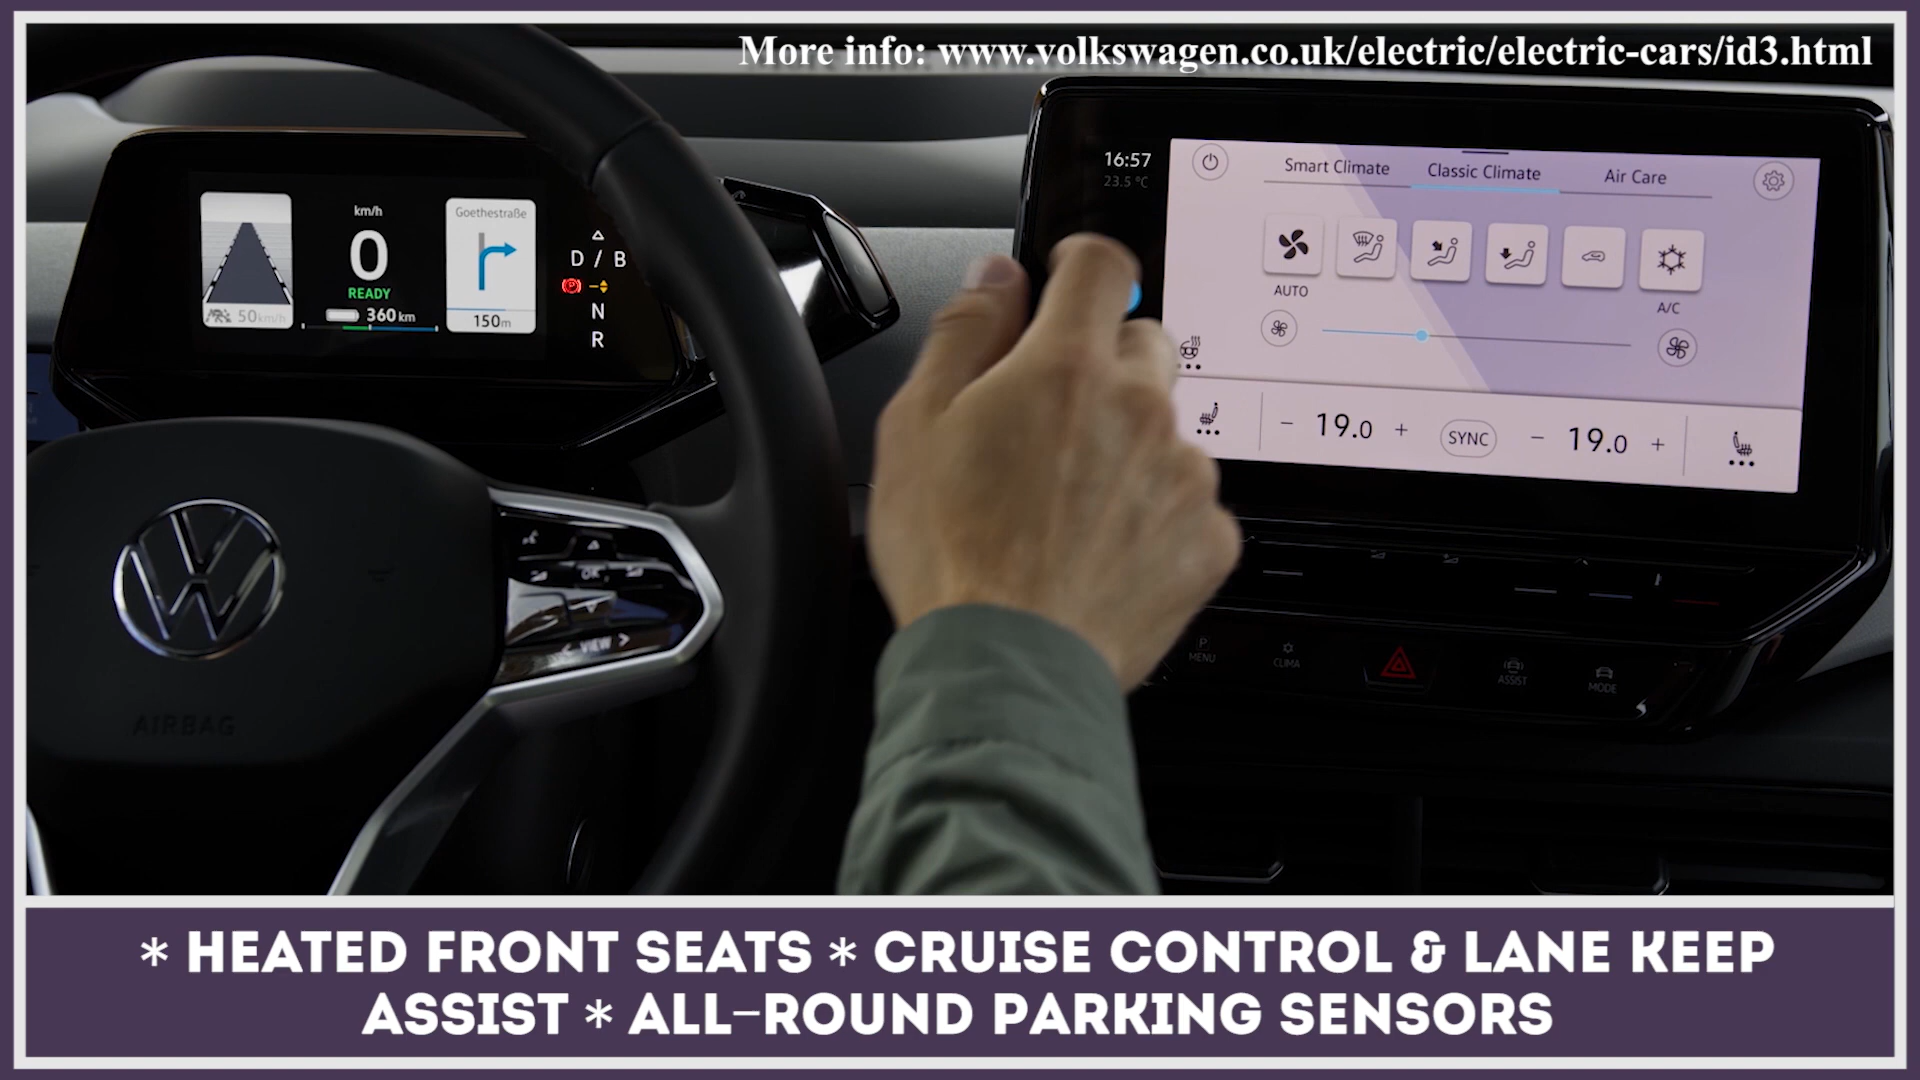 More info: www.volkswagen.co.uk/electric/electric-cars/id3.html
16:57
23.5 °C
Smart Climate
Classic Climate
Air Care
AUTO
A/C
19.0
SYNC
19.0
km/h
0
READY
360 km
50 km/h
Goethestraße
150m
D / B
N
R
OK
VIEW
AIRBAG
MENU
CLIMA
ASSIST
MODE
* HEATED FRONT SEATS * CRUISE CONTROL & LANE KEEP
ASSIST * ALL-ROUND PARKING SENSORS